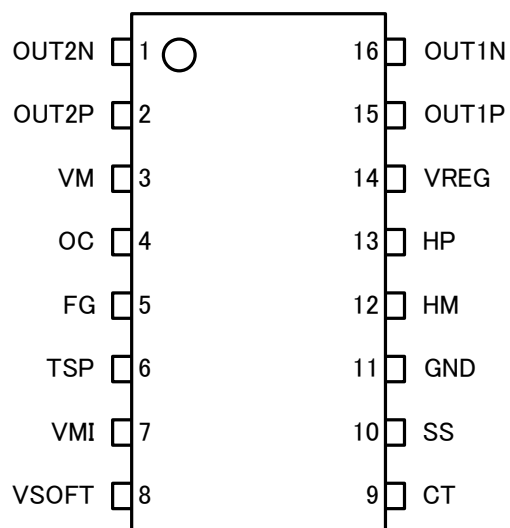 OUT2N 1 16 OUT1N
OUT2P 2 15 OUT1P
VM 3 14 VREG
OC 4 13 HP
FG 5 12 HM
TSP 6 11 GND
VMI 7 10 SS
VSOFT 8 9 CT